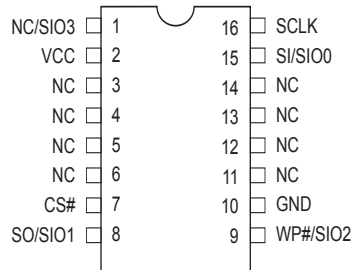 NC/SIO3 1 16 SCLK
VCC 2 15 SI/SIO0
NC 3 14 NC
NC 4 13 NC
NC 5 12 NC
NC 6 11 NC
CS# 7 10 GND
SO/SIO1 8 9 WP#/SIO2